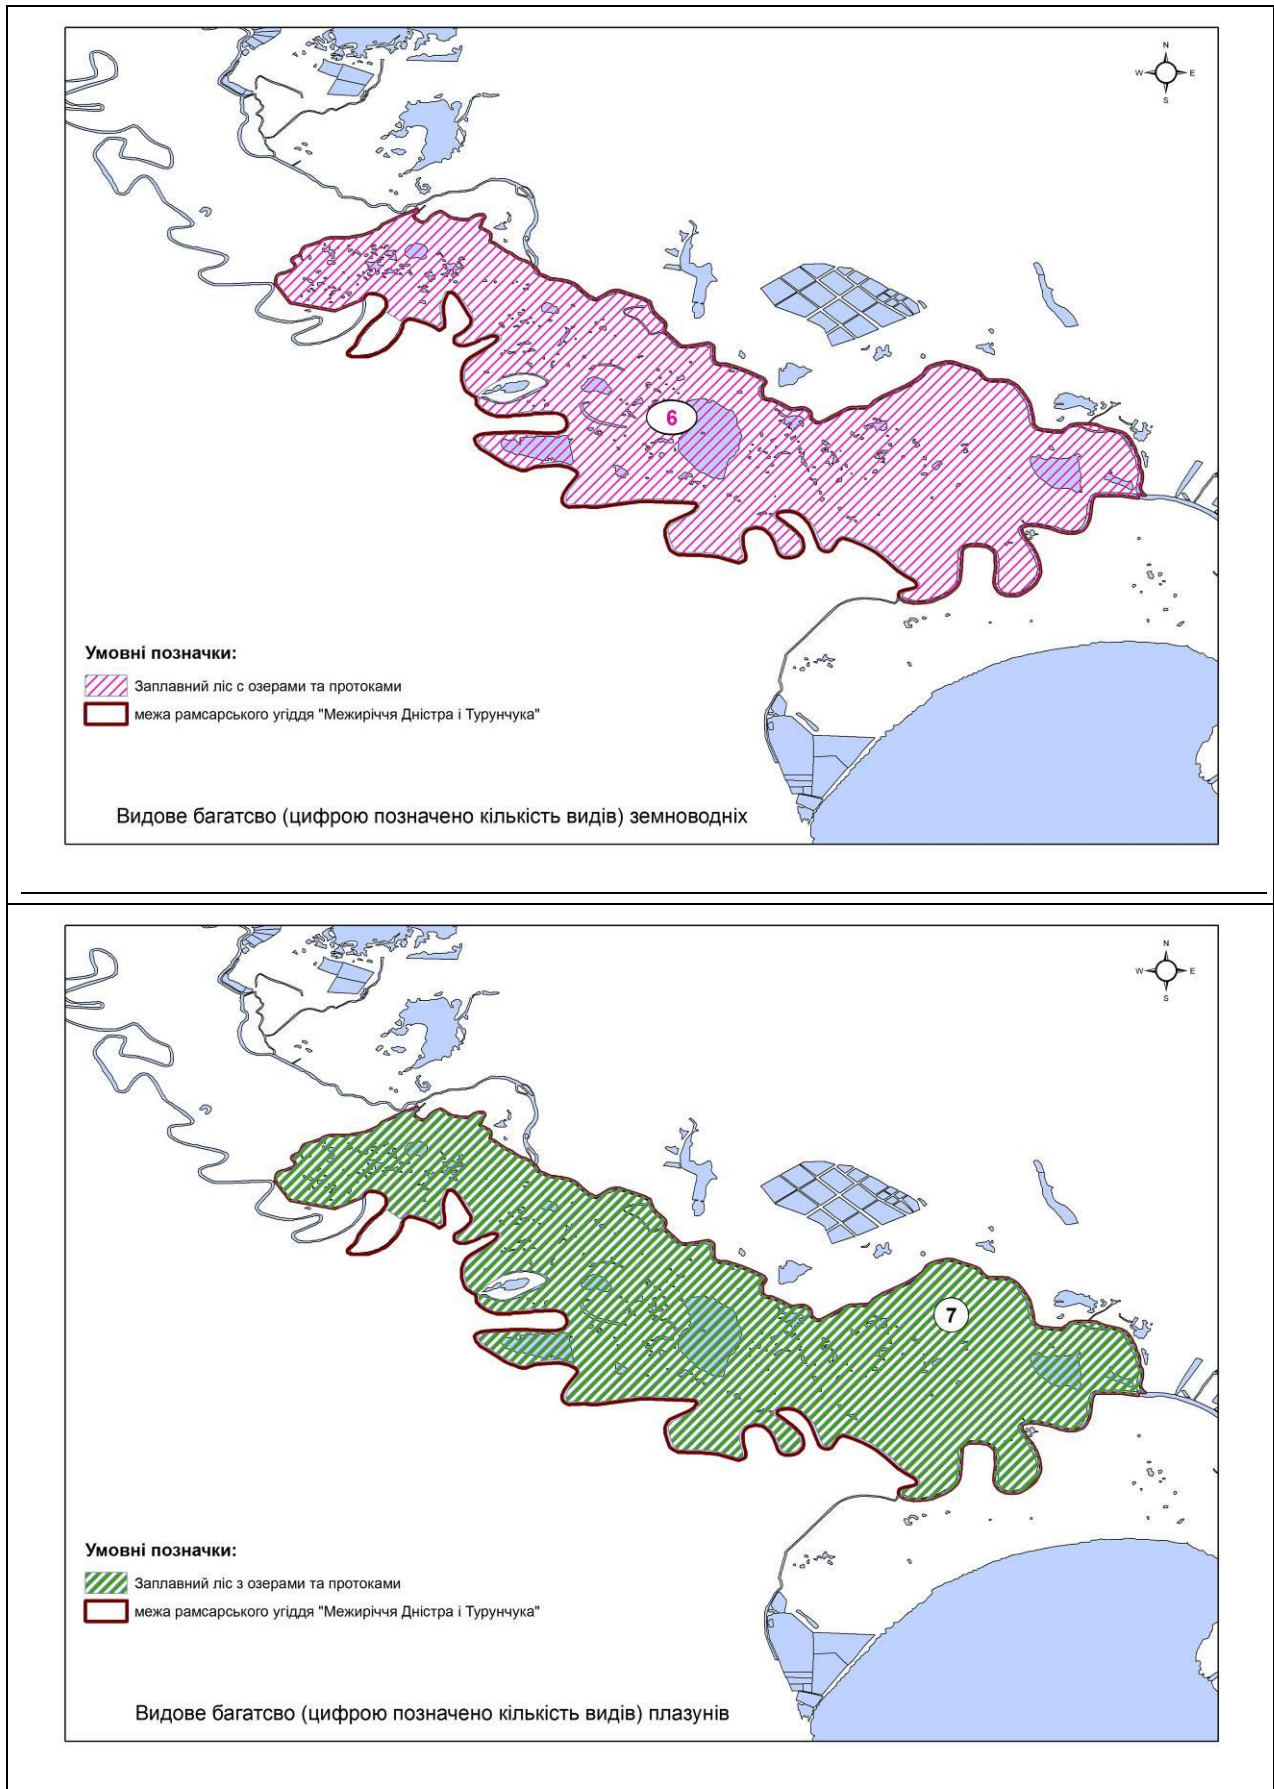 N
W E
S
6
Умовні позначки:
Заплавний ліс с озерами та протоками
межа рамсарського угіддя "Межиріччя Дністра і Турунчука"
Видове багатсво (цифрою позначено кількість видів) земноводніх
N
W E
S
7
Умовні позначки:
Заплавний ліс з озерами та протоками
межа рамсарського угіддя "Межиріччя Дністра і Турунчука"
Видове багатсво (цифрою позначено кількість видів) плазунів